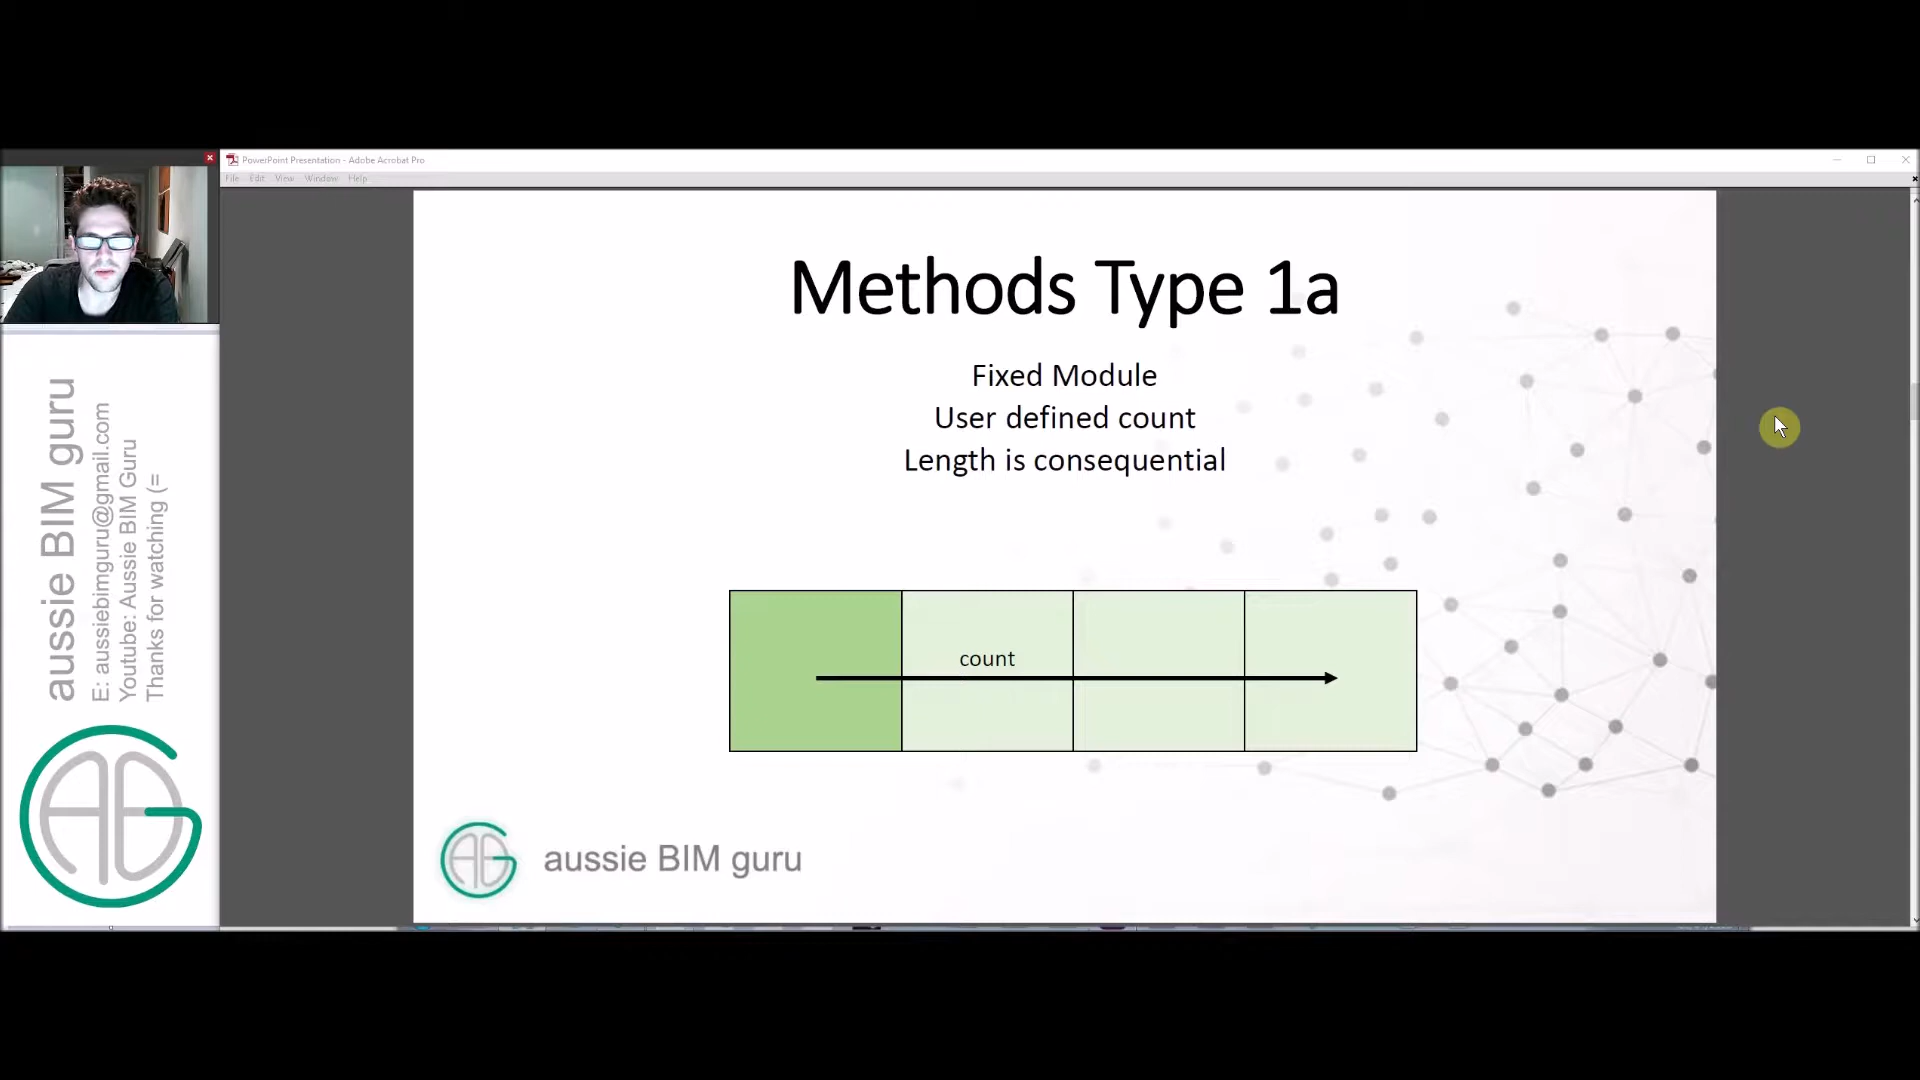 PowerPoint Presentation - Adobe Acrobat Pro
File Edit View Window Help
Methods Type 1a
Fixed Module
User defined count
Length is consequential
count
aussie BIM guru
aussie BIM guru
E: aussiebimguru@gmail.com
Youtube: Aussie BIM Guru
Thanks for watching (=